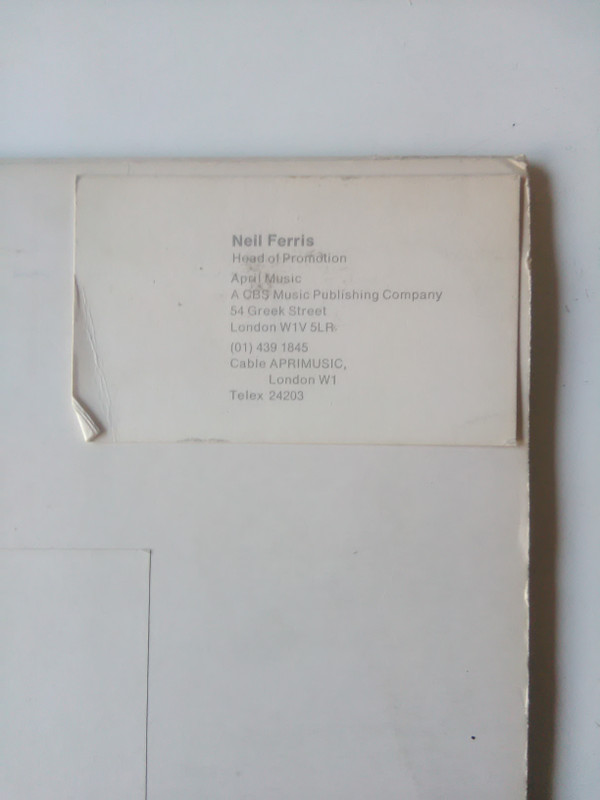 Neil Ferris
Head of Promotion
April Music
A CBS Music Publishing Company
54 Greek Street
London W1V 5LR
(01) 439 1845
Cable APRIMUSIC,
London W1
Telex 24203